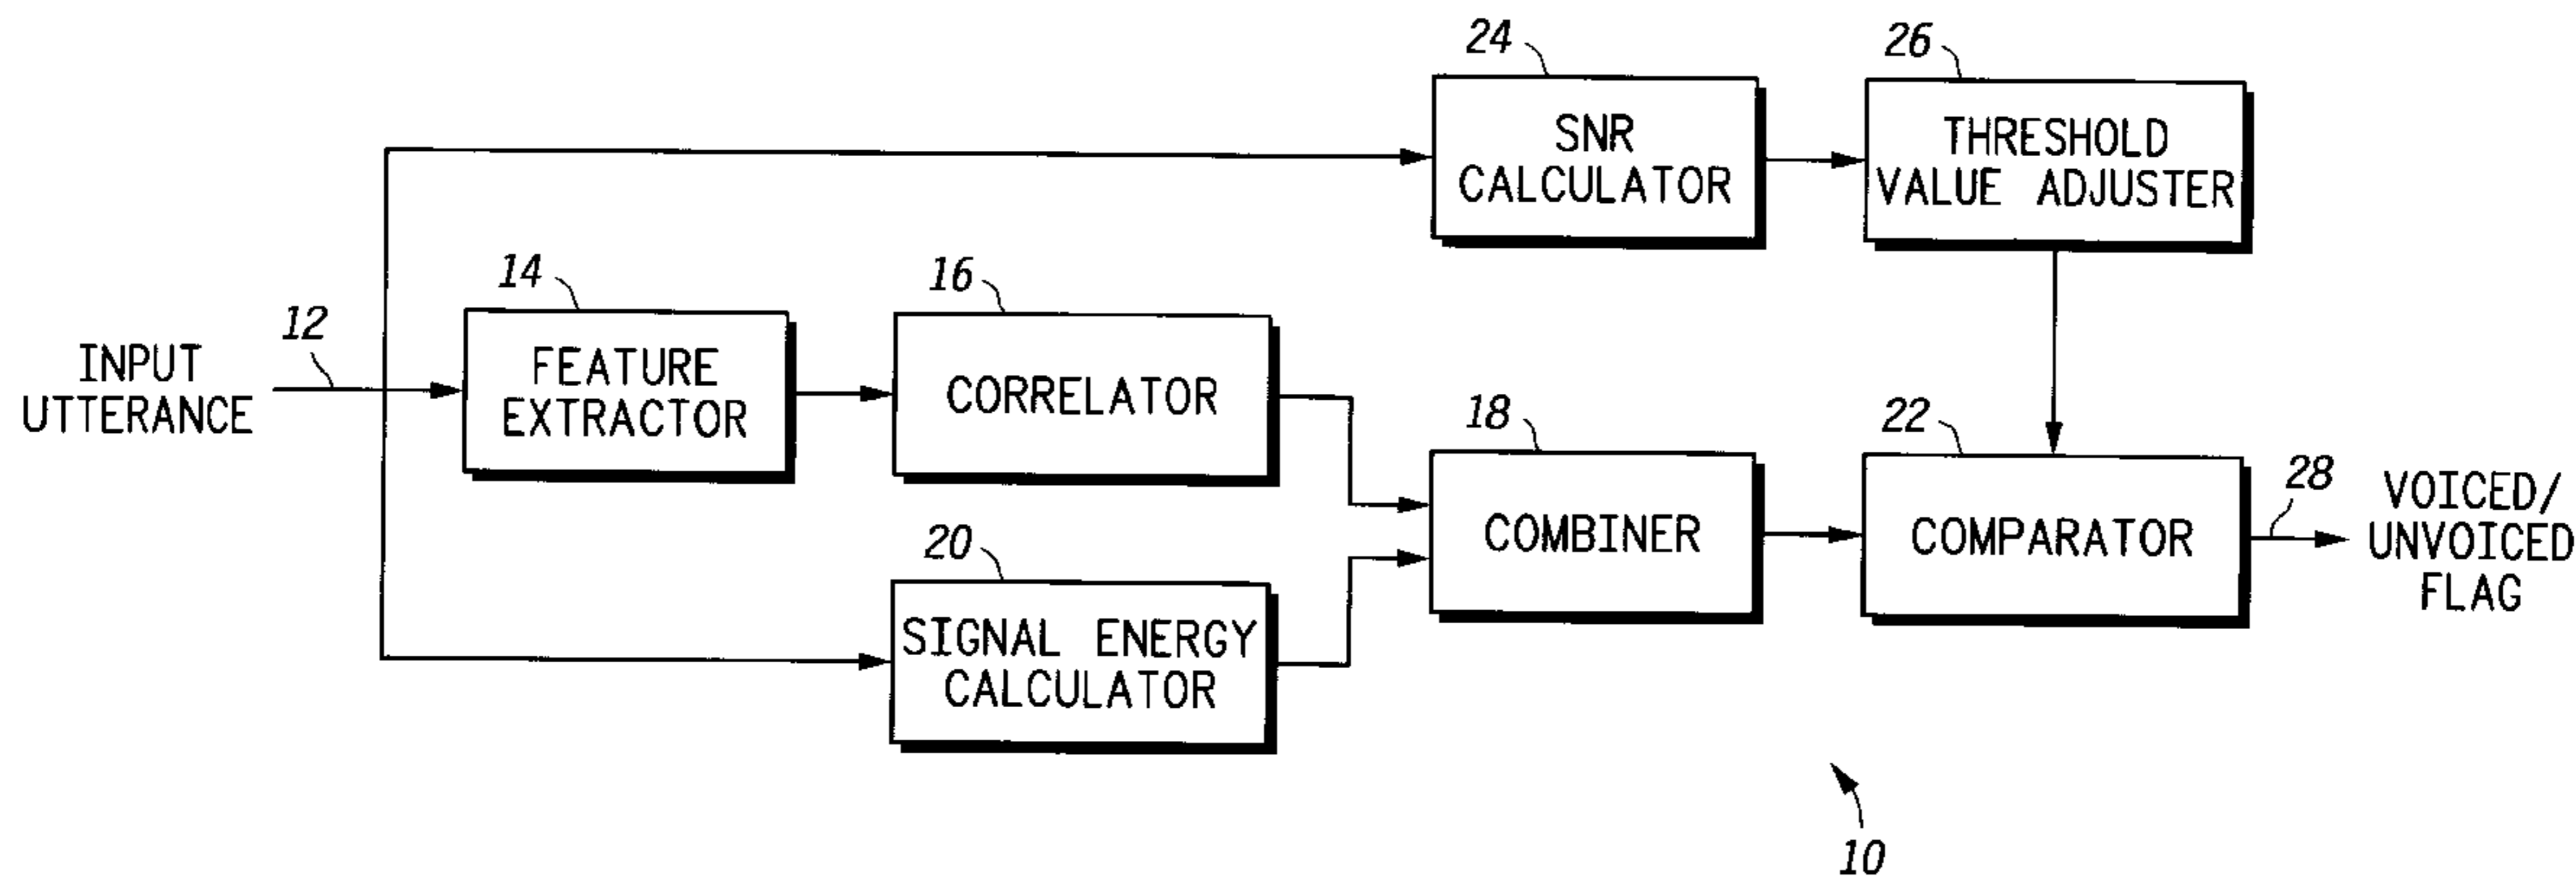 24
26
SNR
CALCULATOR
THRESHOLD
VALUE ADJUSTER
14
16
12
INPUT
UTTERANCE
FEATURE
EXTRACTOR
CORRELATOR
18
22
28
COMBINER
COMPARATOR
VOICED/
UNVOICED
FLAG
20
SIGNAL ENERGY
CALCULATOR
10